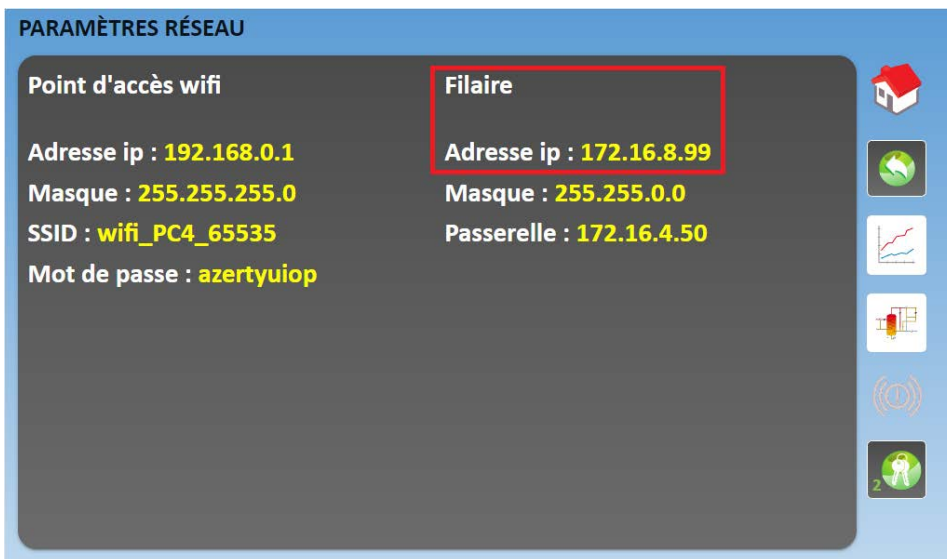 PARAMÈTRES RÉSEAU
Point d'accès wifi
Adresse ip : 192.168.0.1
Masque : 255.255.255.0
SSID : wifi_PC4_65535
Mot de passe : azertyuiop
Filaire
Adresse ip : 172.16.8.99
Masque : 255.255.0.0
Passerelle : 172.16.4.50
2